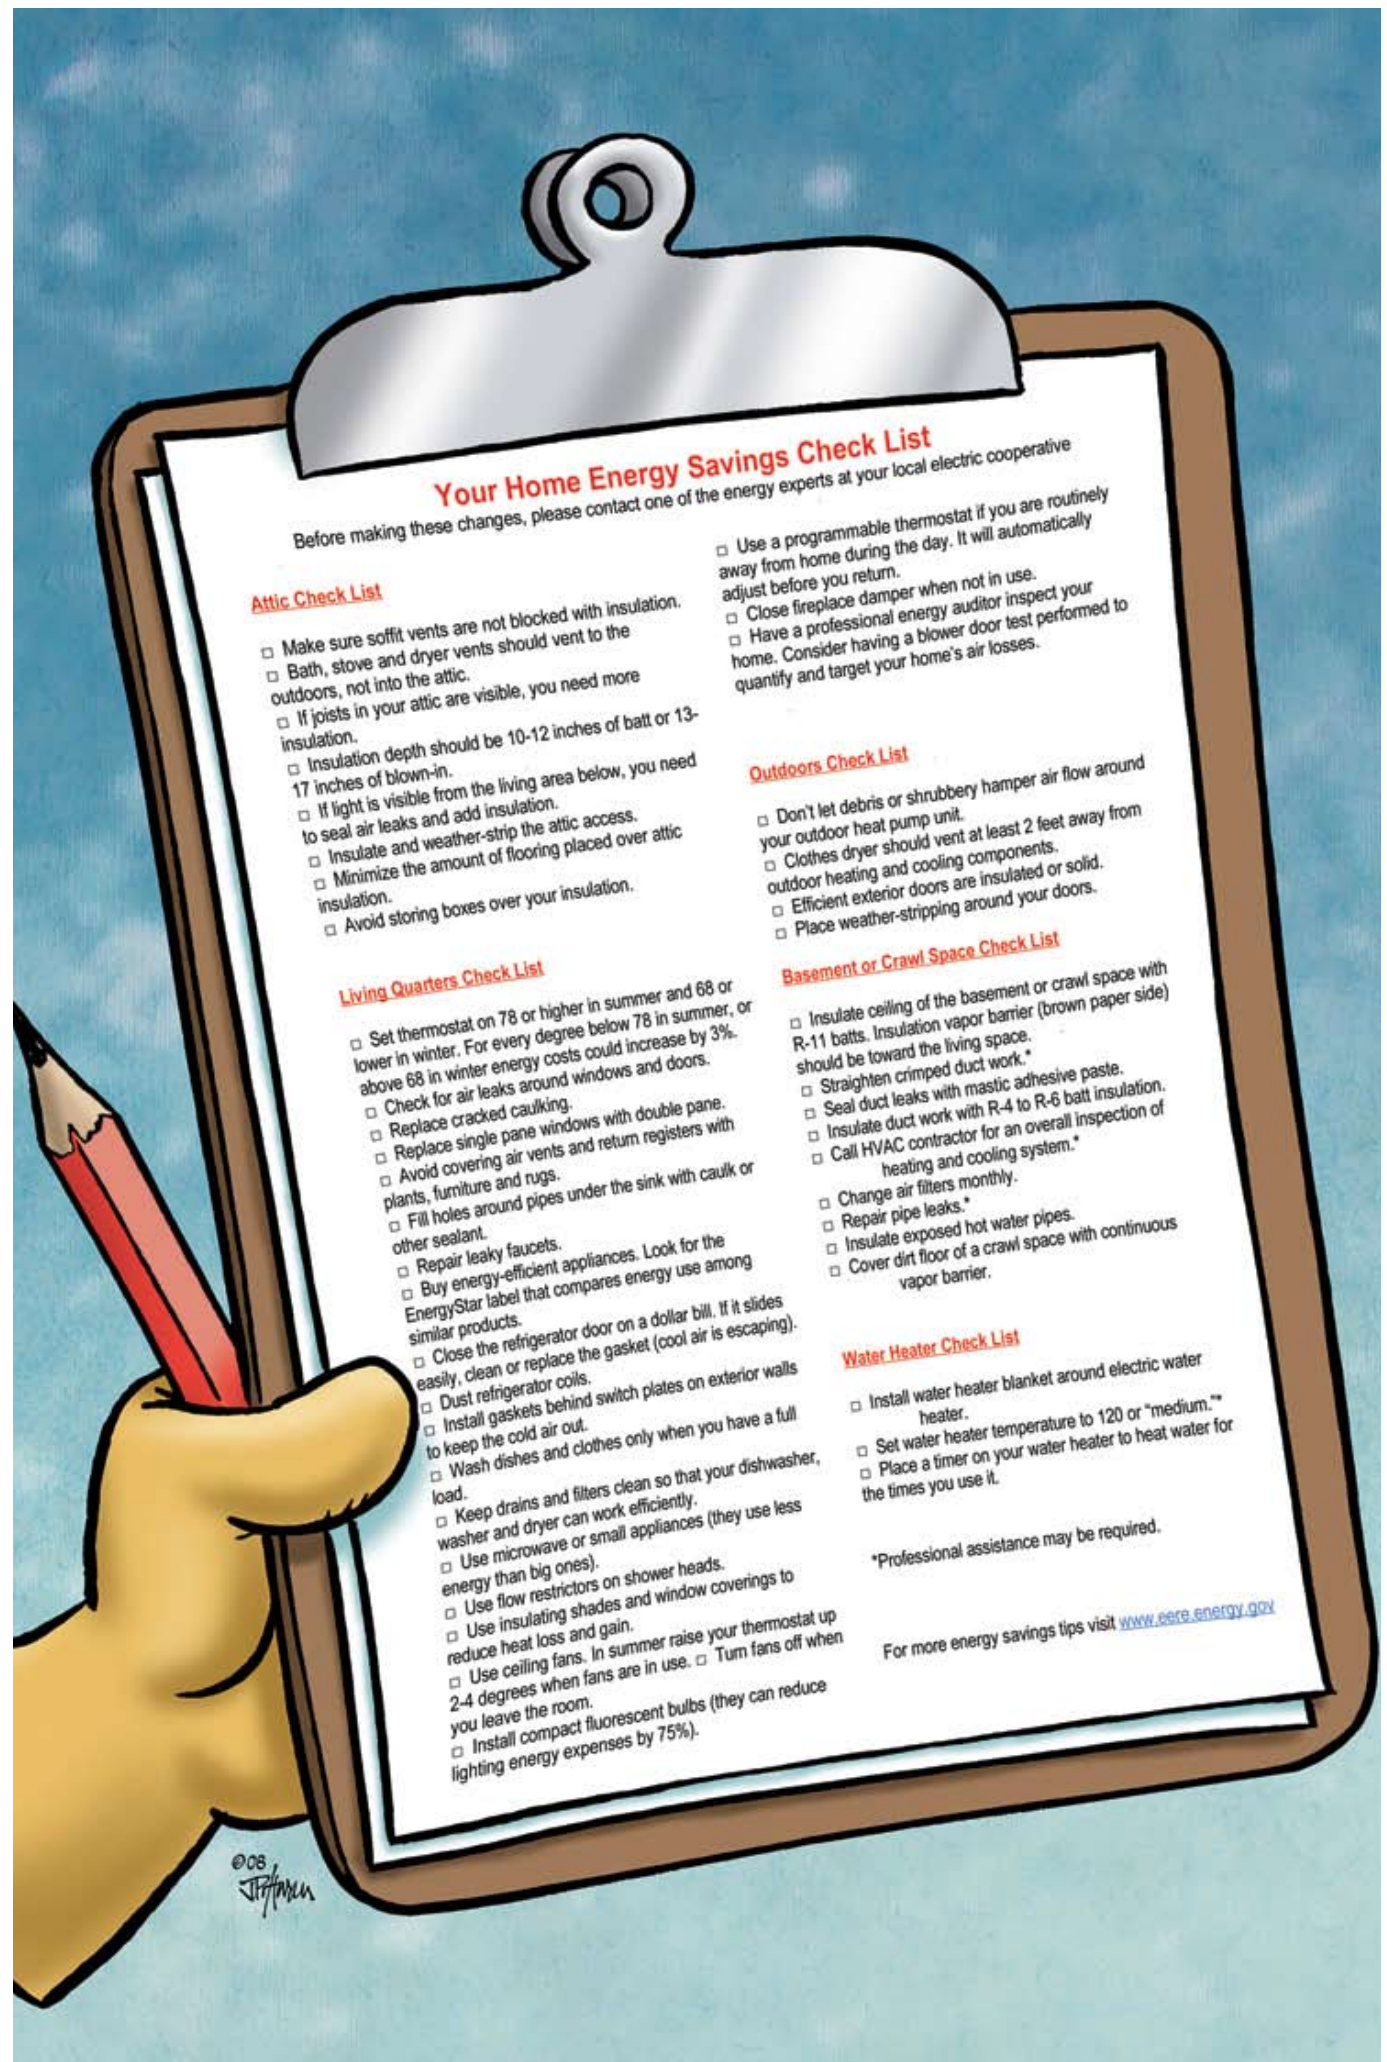 Your Home Energy Savings Check List
Before making these changes, please contact one of the energy experts at your local electric cooperative
Attic Check List
□ Make sure soffit vents are not blocked with insulation.
□ Bath, stove and dryer vents should vent to the
outdoors, not into the attic.
□ If joists in your attic are visible, you need more
insulation.
□ Insulation depth should be 10-12 inches of batt or 13-
17 inches of blown-in.
□ If light is visible from the living area below, you need
to seal air leaks and add insulation.
□ Insulate and weather-strip the attic access.
□ Minimize the amount of flooring placed over attic
insulation.
□ Avoid storing boxes over your insulation.
Living Quarters Check List
□ Set thermostat on 78 or higher in summer and 68 or
lower in winter. For every degree below 78 in summer, or
above 68 in winter energy costs could increase by 3%.
□ Check for air leaks around windows and doors.
□ Replace cracked caulking.
□ Replace single pane windows with double pane.
□ Avoid covering air vents and return registers with
plants, furniture and rugs.
□ Fill holes around pipes under the sink with caulk or
other sealant.
□ Repair leaky faucets.
□ Buy energy-efficient appliances. Look for the
EnergyStar label that compares energy use among
similar products.
□ Close the refrigerator door on a dollar bill. If it slides
easily, clean or replace the gasket (cool air is escaping).
□ Dust refrigerator coils.
□ Install gaskets behind switch plates on exterior walls
to keep the cold air out.
□ Wash dishes and clothes only when you have a full
load.
□ Keep drains and filters clean so that your dishwasher,
washer and dryer can work efficiently.
□ Use microwave or small appliances (they use less
energy than big ones).
□ Use flow restrictors on shower heads.
□ Use insulating shades and window coverings to
reduce heat loss and gain.
□ Use ceiling fans. In summer raise your thermostat up
2-4 degrees when fans are in use. □ Turn fans off when
you leave the room.
□ Install compact fluorescent bulbs (they can reduce
lighting energy expenses by 75%).
□ Use a programmable thermostat if you are routinely
away from home during the day. It will automatically
adjust before you return.
□ Close fireplace damper when not in use.
□ Have a professional energy auditor inspect your
home. Consider having a blower door test performed to
quantify and target your home's air losses.
Outdoors Check List
□ Don't let debris or shrubbery hamper air flow around
your outdoor heat pump unit.
□ Clothes dryer should vent at least 2 feet away from
outdoor heating and cooling components.
□ Efficient exterior doors are insulated or solid.
□ Place weather-stripping around your doors.
Basement or Crawl Space Check List
□ Insulate ceiling of the basement or crawl space with
R-11 batts. Insulation vapor barrier (brown paper side)
should be toward the living space.
□ Straighten crimped duct work.*
□ Seal duct leaks with mastic adhesive paste.
□ Insulate duct work with R-4 to R-6 batt insulation.
□ Call HVAC contractor for an overall inspection of
heating and cooling system.*
□ Change air filters monthly.
□ Repair pipe leaks.*
□ Insulate exposed hot water pipes.
□ Cover dirt floor of a crawl space with continuous
vapor barrier.
Water Heater Check List
□ Install water heater blanket around electric water
heater.
□ Set water heater temperature to 120 or "medium."*
□ Place a timer on your water heater to heat water for
the times you use it.
*Professional assistance may be required.
For more energy savings tips visit www.eere.energy.gov
©08